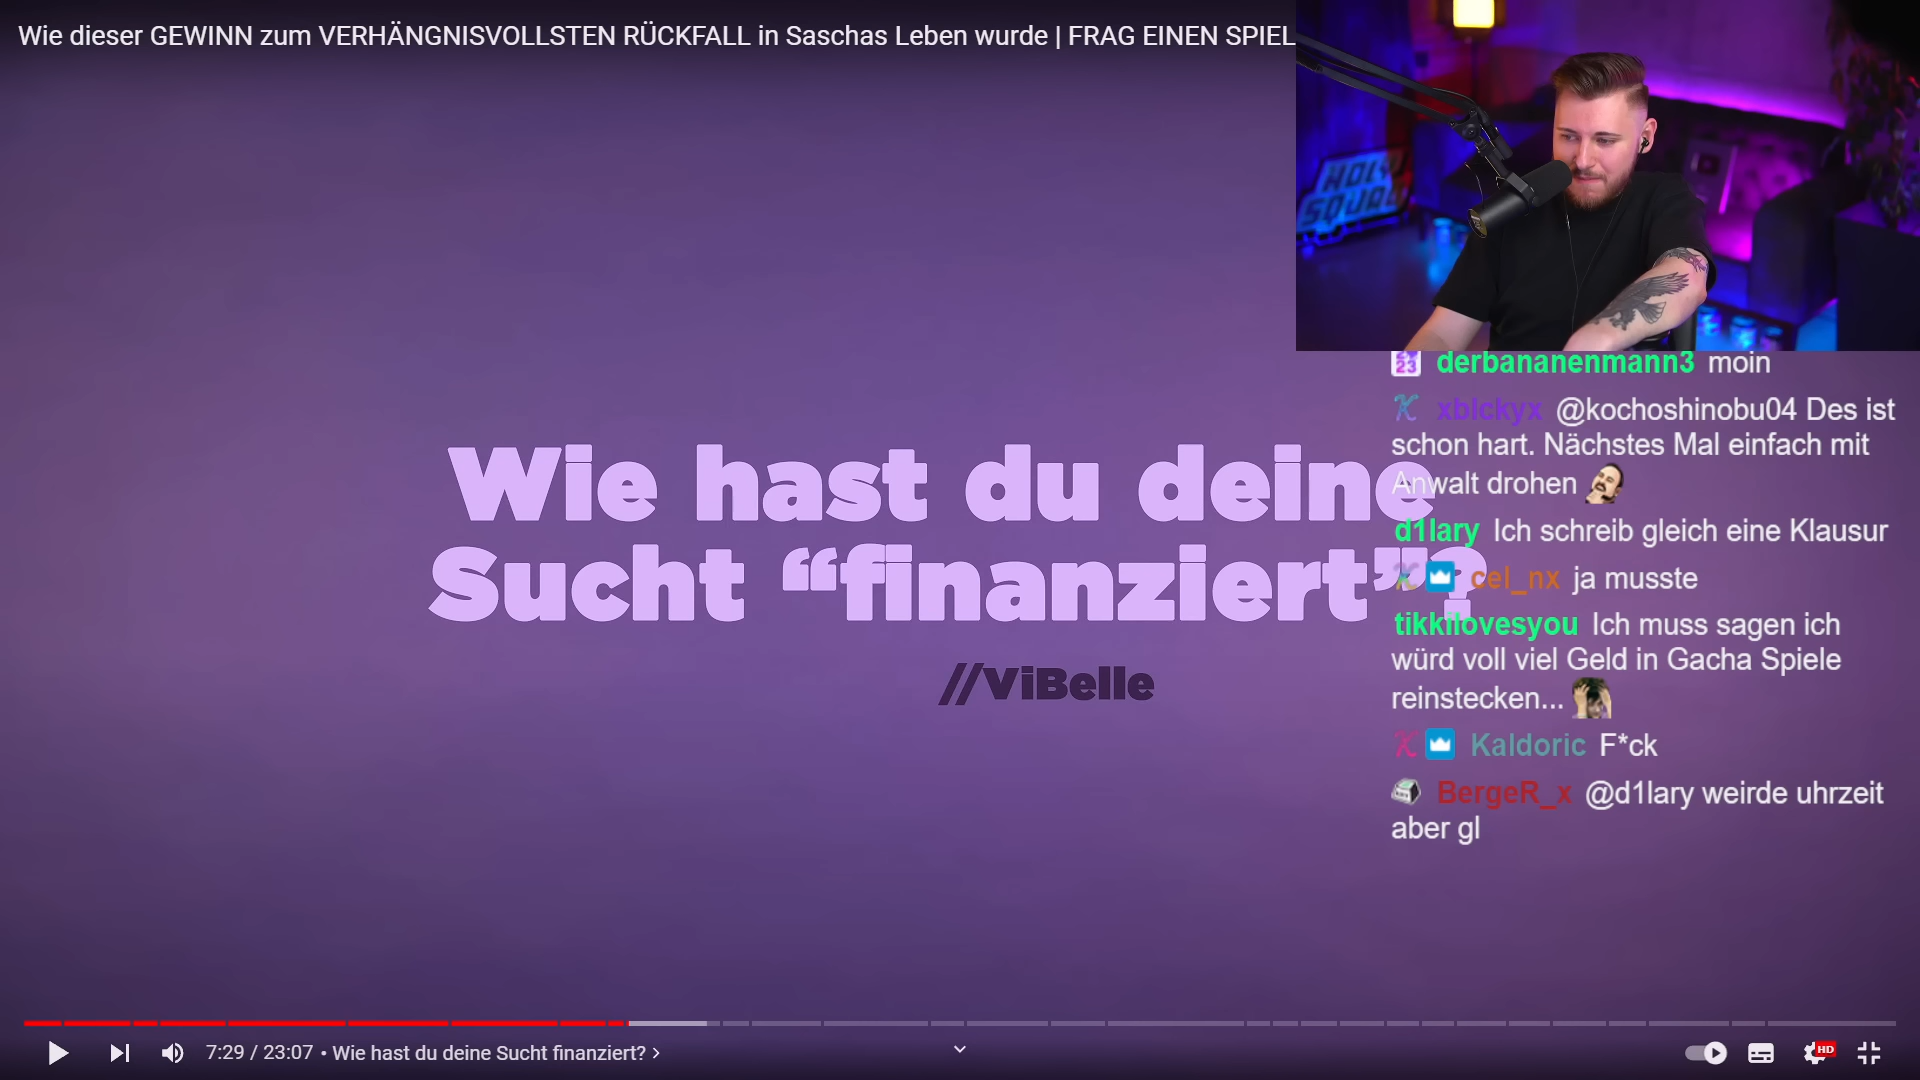 Wie dieser GEWINN zum VERHÄNGNISVOLLSTEN RÜCKFALL in Saschas Leben wurde | FRAG EINEN SPIEL
HOLY
SQUAD
23 derbananenmann3 moin
xblckyx @kochoshinobu04 Des ist
schon hart. Nächstes Mal einfach mit
Anwalt drohen
d1lary Ich schreib gleich eine Klausur
cel_nx ja musste
tikkilovesyou Ich muss sagen ich
würd voll viel Geld in Gacha Spiele
reinstecken...
Kaldoric F*ck
BergeR_x @d1lary weirde uhrzeit
aber gl
Wie hast du deine
Sucht “finanziert”?
//ViBelle
7:29 / 23:07 • Wie hast du deine Sucht finanziert? >
HD